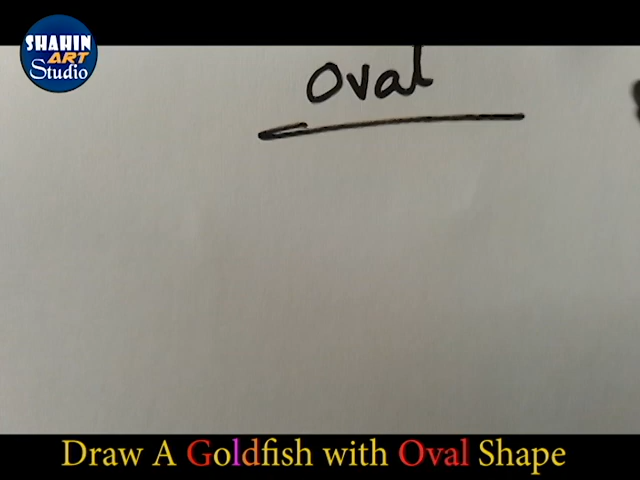 SHAHIN
ART
Studio
Oval
Draw A Goldfish with Oval Shape